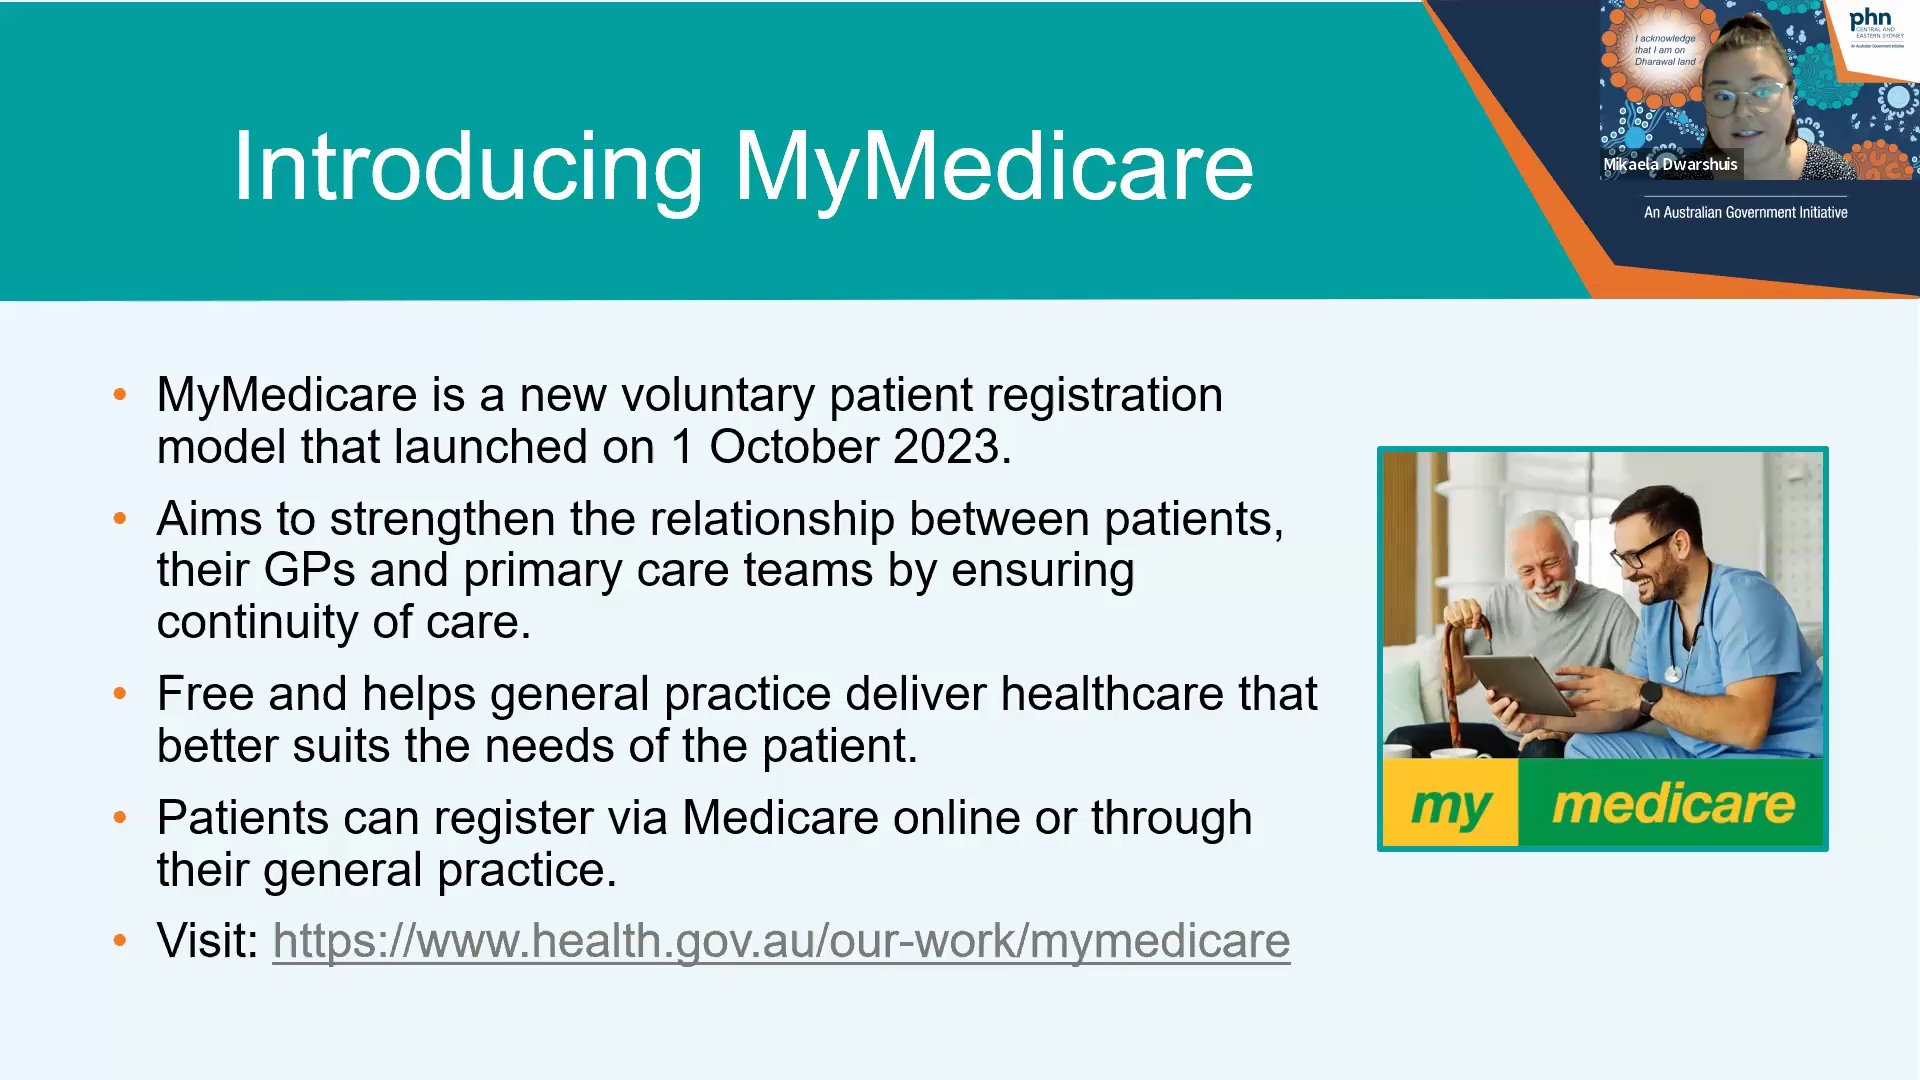 Introducing MyMedicare
I acknowledge
that I am on
Dharawal land
phn
CENTRAL AND
EASTERN SYDNEY
An Australian Government Initiative
Mikaela Dwarshuis
An Australian Government Initiative
• MyMedicare is a new voluntary patient registration
model that launched on 1 October 2023.
• Aims to strengthen the relationship between patients,
their GPs and primary care teams by ensuring
continuity of care.
• Free and helps general practice deliver healthcare that
better suits the needs of the patient.
• Patients can register via Medicare online or through
their general practice.
• Visit: https://www.health.gov.au/our-work/mymedicare
my medicare